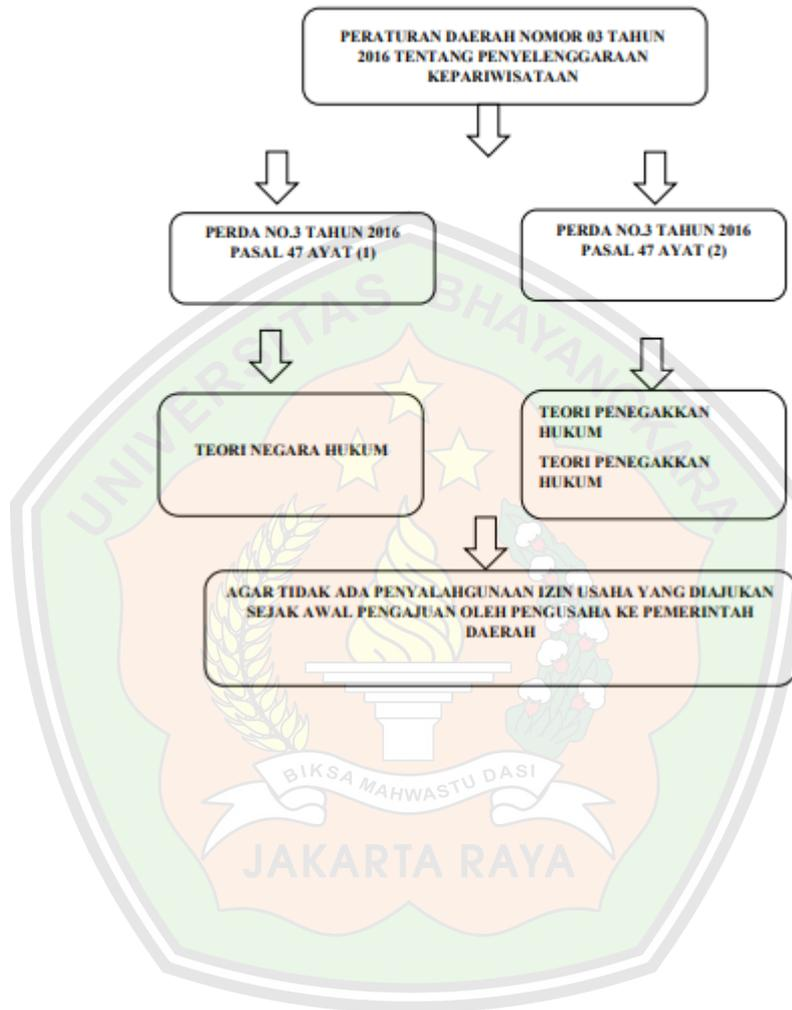 PERATURAN DAERAH NOMOR 03 TAHUN
2016 TENTANG PENYELENGGARAAN
KEPARIWISATAAN
PERDA NO.3 TAHUN 2016
PASAL 47 AYAT (1)
PERDA NO.3 TAHUN 2016
PASAL 47 AYAT (2)
TEORI NEGARA HUKUM
TEORI PENEGAKKAN
HUKUM
TEORI PENEGAKKAN
HUKUM
AGAR TIDAK ADA PENYALAHGUNAAN IZIN USAHA YANG DIAJUKAN
SEJAK AWAL PENGAJUAN OLEH PENGUSAHA KE PEMERINTAH
DAERAH
UNIVERSITAS BHAYANGKARA
BIKSA MAHWASTU DASI
JAKARTA RAYA